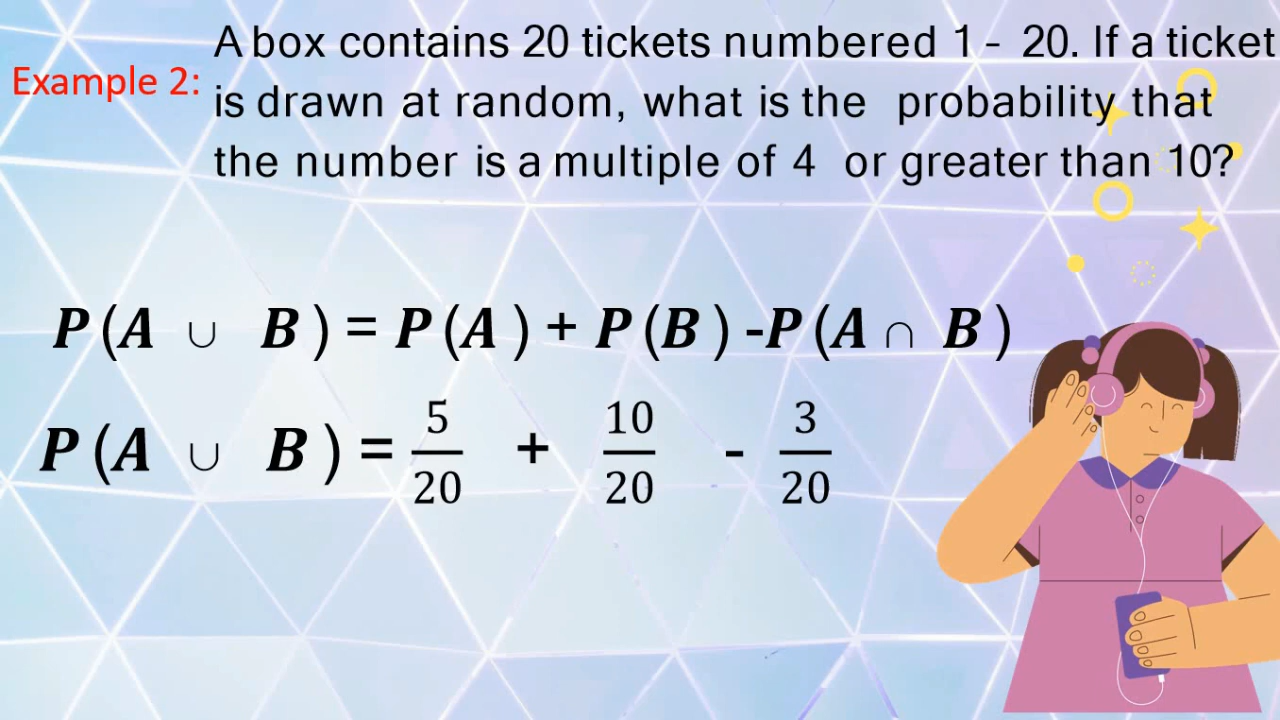 A box contains 20 tickets numbered 1 - 20. If a ticket
Example 2:
is drawn at random, what is the probability that
the number is a multiple of 4 or greater than 10?
P(A ∪ B) = P(A) + P(B) -P(A ∩ B)
P(A ∪ B) = 5/20 + 10/20 - 3/20